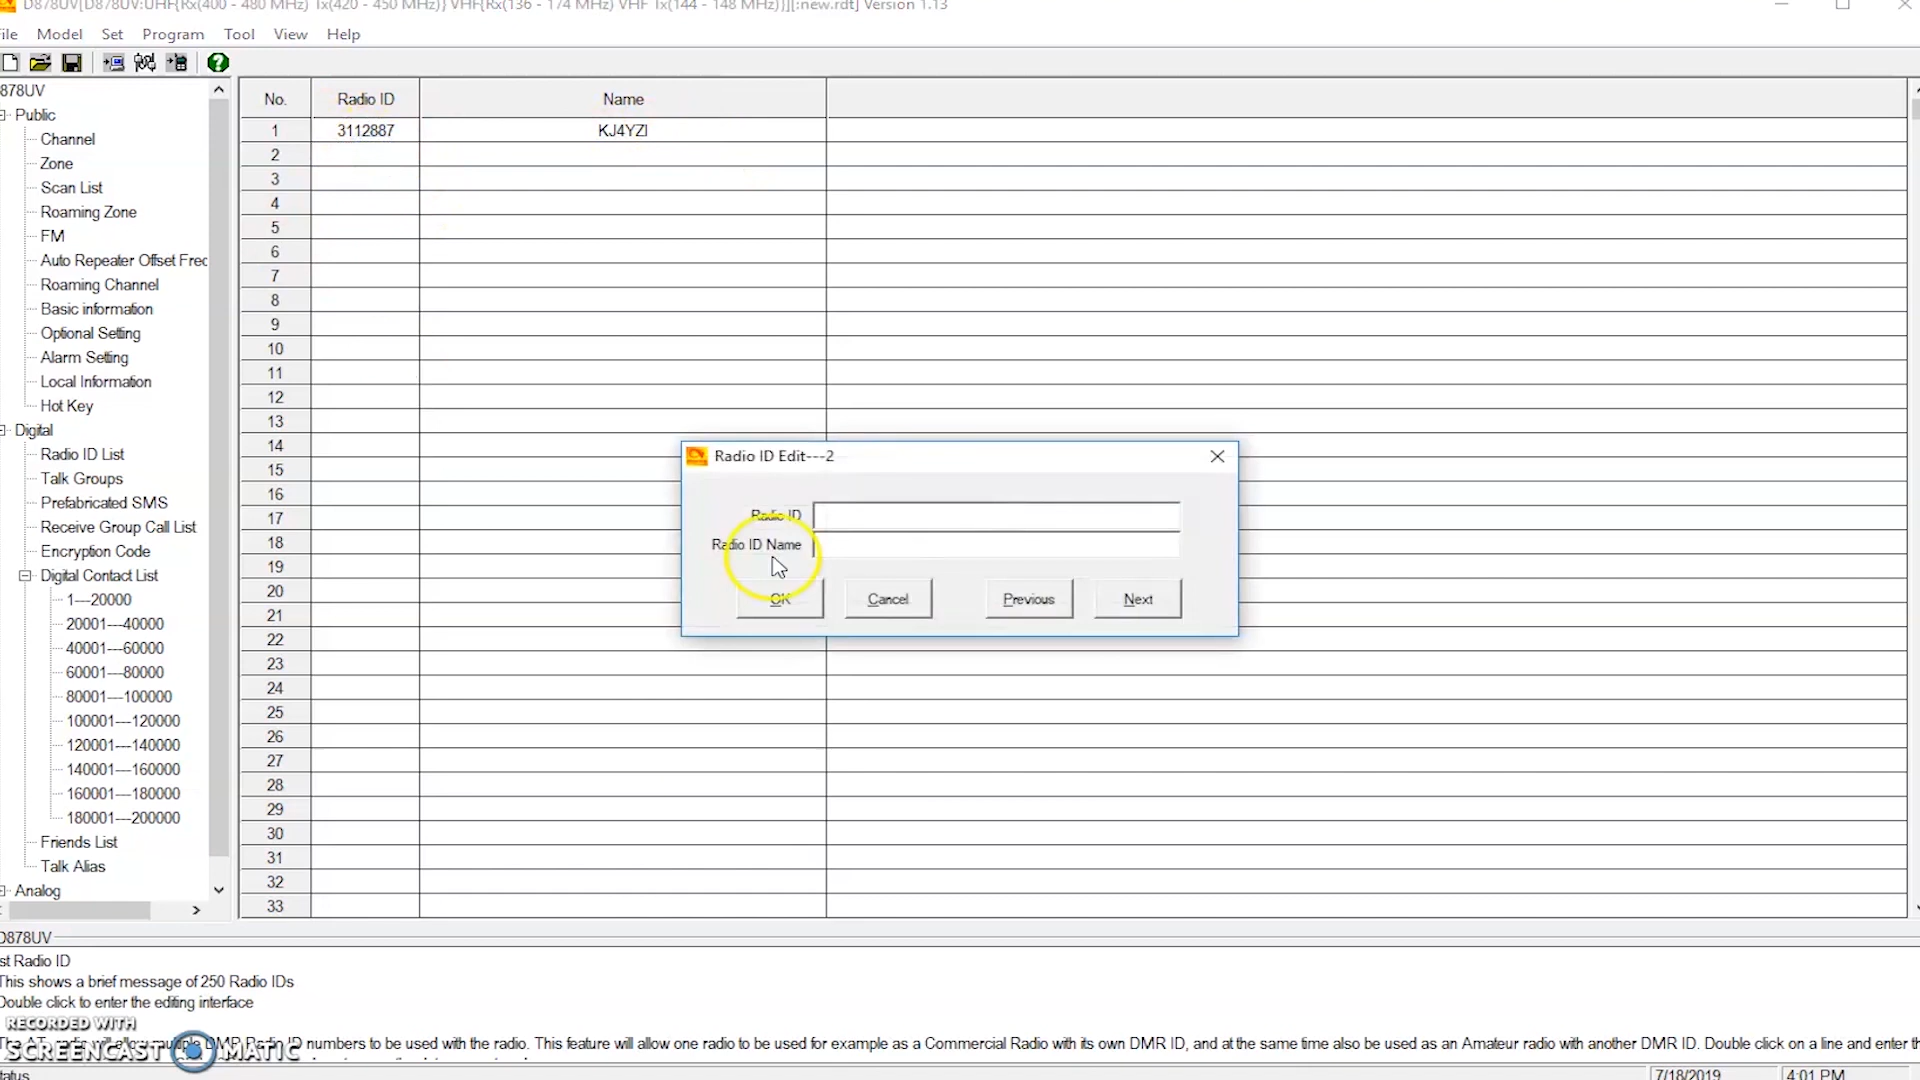 D878UV[D878UV:UHF{Rx(400 - 480 MHz) Tx(420 - 450 MHz)} VHF{Rx(136 - 174 MHz) VHF Tx(144 - 148 MHz)}][:new.rdt] Version 1.13
ile Model Set Program Tool View Help
878UV
Public
Channel
Zone
Scan List
Roaming Zone
FM
Auto Repeater Offset Frec
Roaming Channel
Basic information
Optional Setting
Alarm Setting
Local Information
Hot Key
Digital
Radio ID List
Talk Groups
Prefabricated SMS
Receive Group Call List
Encryption Code
Digital Contact List
1---20000
20001---40000
40001---60000
60001---80000
80001---100000
100001---120000
120001---140000
140001---160000
160001---180000
180001---200000
Friends List
Talk Alias
Analog
No. Radio ID Name
1 3112887 KJ4YZI
2
3
4
5
6
7
8
9
10
11
12
13
14
15
16
17
18
19
20
21
22
23
24
25
26
27
28
29
30
31
32
33
Radio ID Edit---2
Radio ID
Radio ID Name
OK Cancel Previous Next
D878UV
st Radio ID
This shows a brief message of 250 Radio IDs
Double click to enter the editing interface
RECORDED WITH
SCREENCAST MATIC
numbers to be used with the radio. This feature will allow one radio to be used for example as a Commercial Radio with its own DMR ID, and at the same time also be used as an Amateur radio with another DMR ID. Double click on a line and enter th
tatus
7/18/2019 4:01 PM